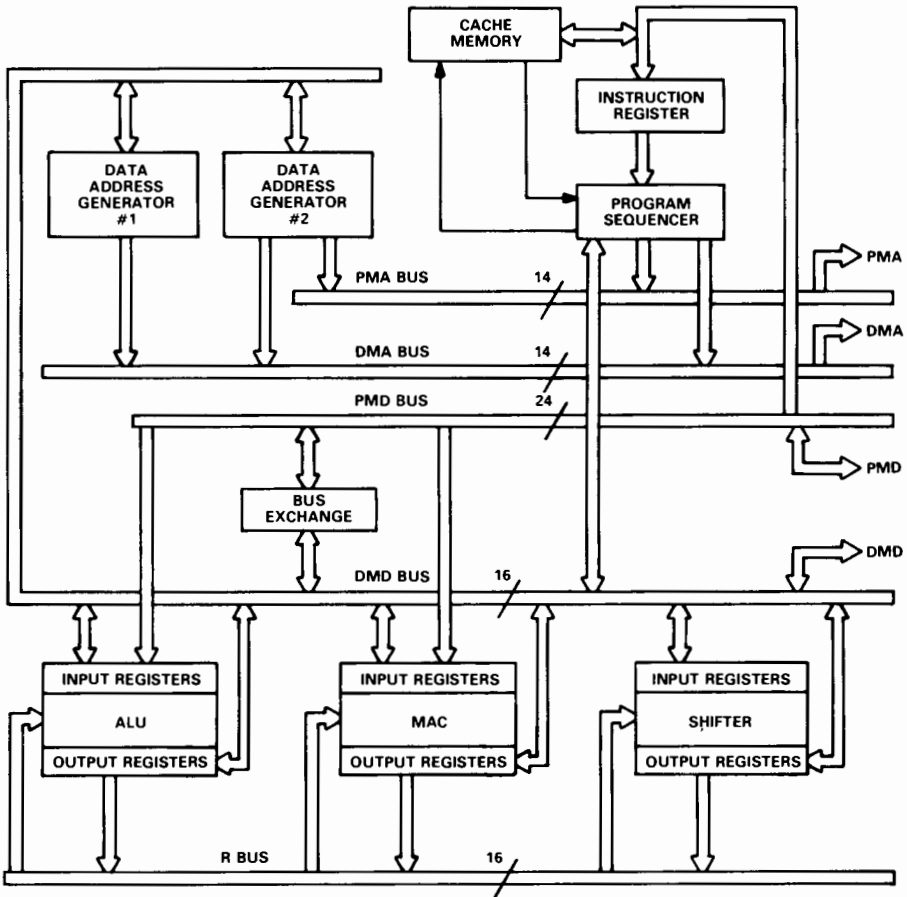 CACHE
MEMORY
INSTRUCTION
REGISTER
DATA
ADDRESS
GENERATOR
#1
DATA
ADDRESS
GENERATOR
#2
PROGRAM
SEQUENCER
PMA BUS
14
PMA
DMA BUS
14
DMA
PMD BUS
24
PMD
BUS
EXCHANGE
DMD BUS
16
DMD
INPUT REGISTERS
ALU
OUTPUT REGISTERS
INPUT REGISTERS
MAC
OUTPUT REGISTERS
INPUT REGISTERS
SHIFTER
OUTPUT REGISTERS
R BUS
16